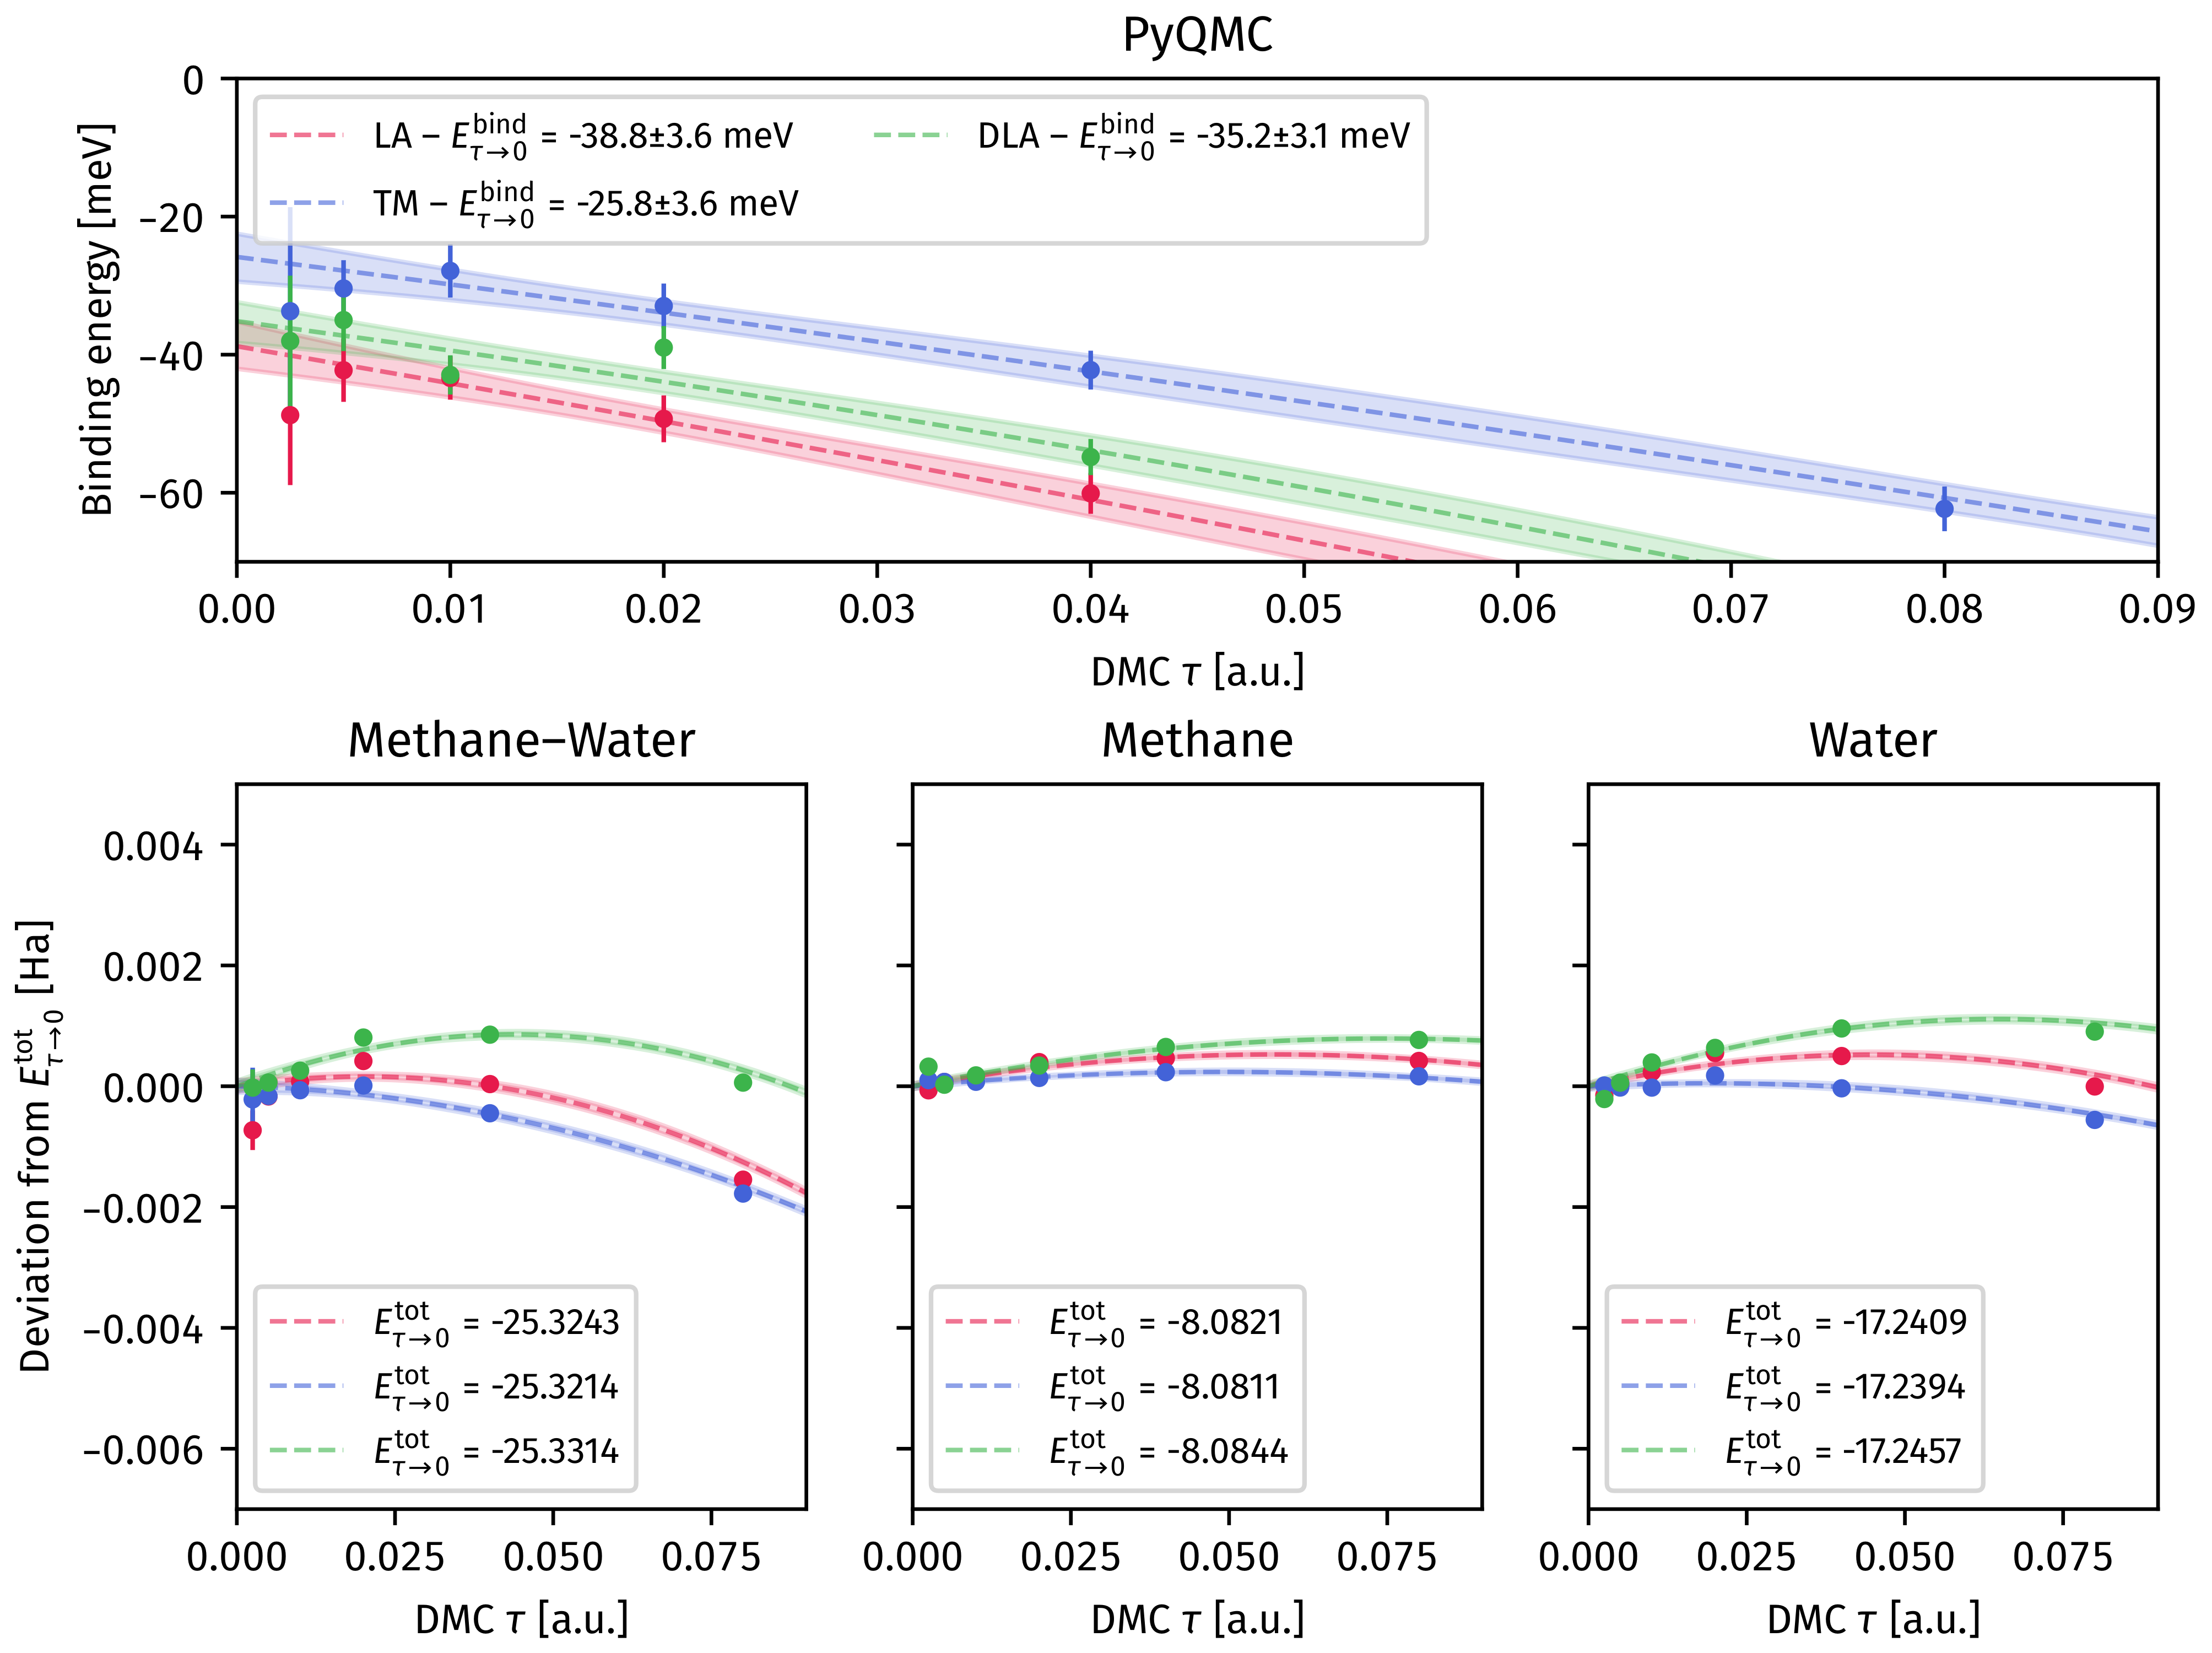 PyQMC
Binding energy [meV]
0
−20
−40
−60
LA – E^bind_τ→0 = -38.8±3.6 meV
TM – E^bind_τ→0 = -25.8±3.6 meV
DLA – E^bind_τ→0 = -35.2±3.1 meV
0.00 0.01 0.02 0.03 0.04 0.05 0.06 0.07 0.08 0.09
DMC τ [a.u.]
Deviation from E^tot_τ→0 [Ha]
Methane–Water
0.004
0.002
0.000
−0.002
−0.004
−0.006
E^tot_τ→0 = -25.3243
E^tot_τ→0 = -25.3214
E^tot_τ→0 = -25.3314
0.000 0.025 0.050 0.075
DMC τ [a.u.]
Methane
E^tot_τ→0 = -8.0821
E^tot_τ→0 = -8.0811
E^tot_τ→0 = -8.0844
0.000 0.025 0.050 0.075
DMC τ [a.u.]
Water
E^tot_τ→0 = -17.2409
E^tot_τ→0 = -17.2394
E^tot_τ→0 = -17.2457
0.000 0.025 0.050 0.075
DMC τ [a.u.]